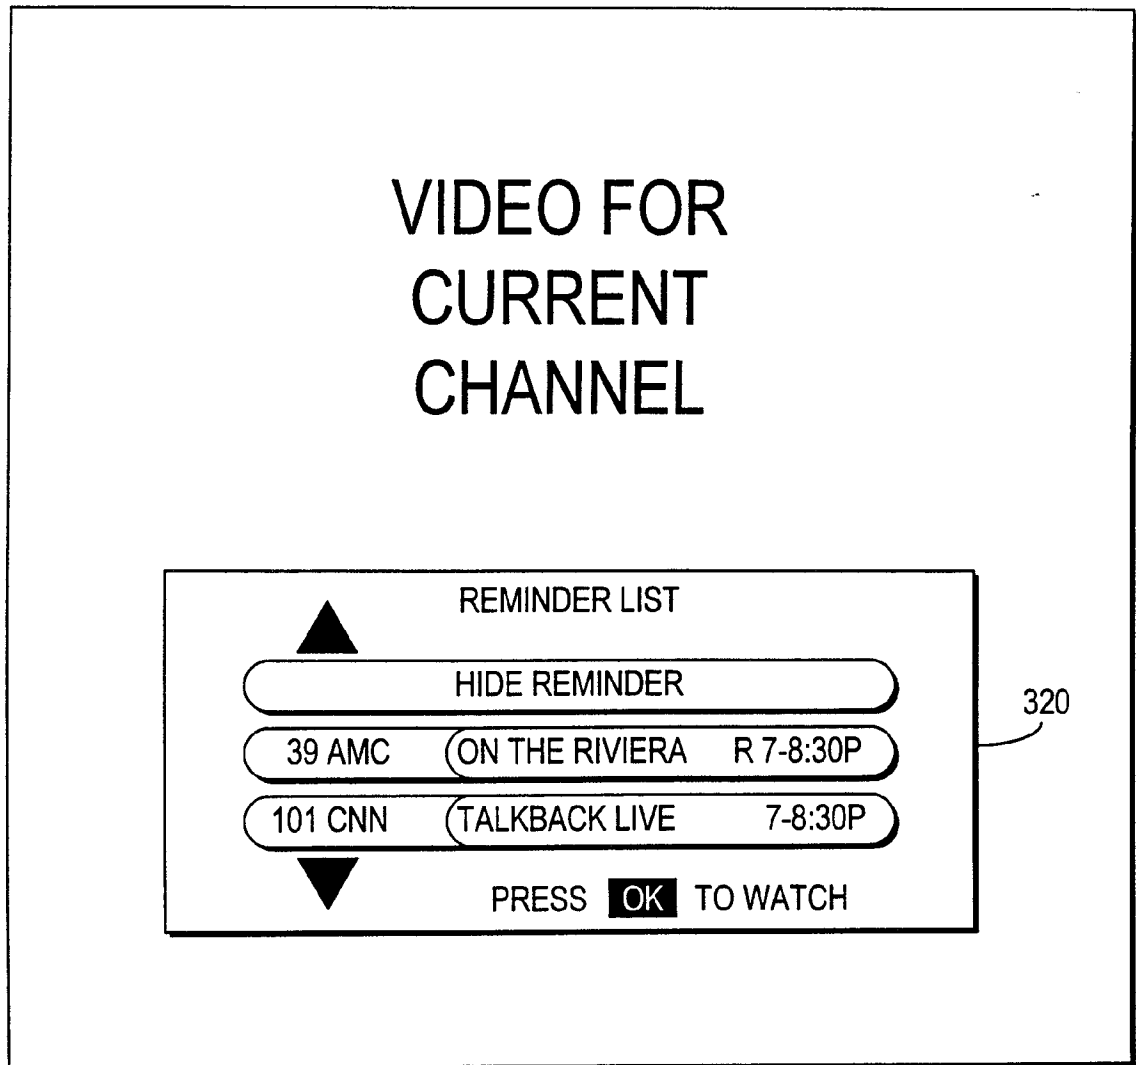 VIDEO FOR
CURRENT
CHANNEL
REMINDER LIST
HIDE REMINDER
39 AMC ON THE RIVIERA R 7-8:30P
101 CNN TALKBACK LIVE 7-8:30P
PRESS OK TO WATCH
320